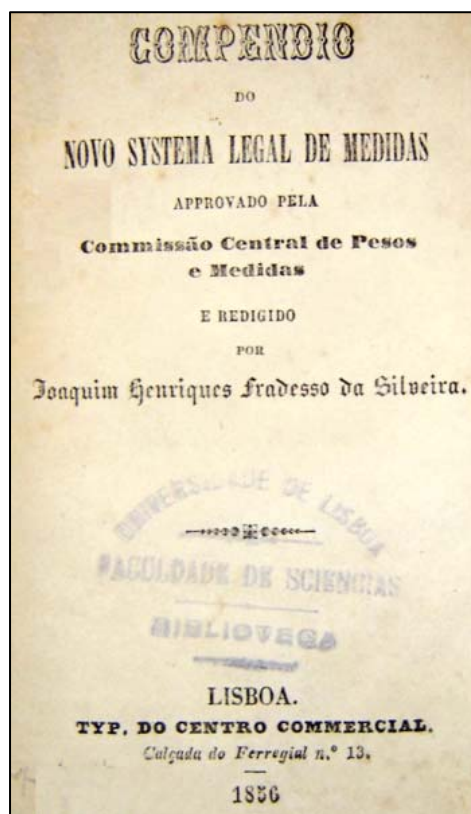 COMPENDIO
DO
NOVO SYSTEMA LEGAL DE MEDIDAS
APPROVADO PELA
Commissão Central de Pesos
e Medidas
E REDIGIDO
POR
Joaquim Henriques Fradesso da Silveira.
UNIVERSIDADE DE LISBOA
FACULDADE DE SCIENCIAS
BIBLIOTECA
LISBOA.
TYP. DO CENTRO COMMERCIAL.
Calçada do Ferregial n.º 13.
1856